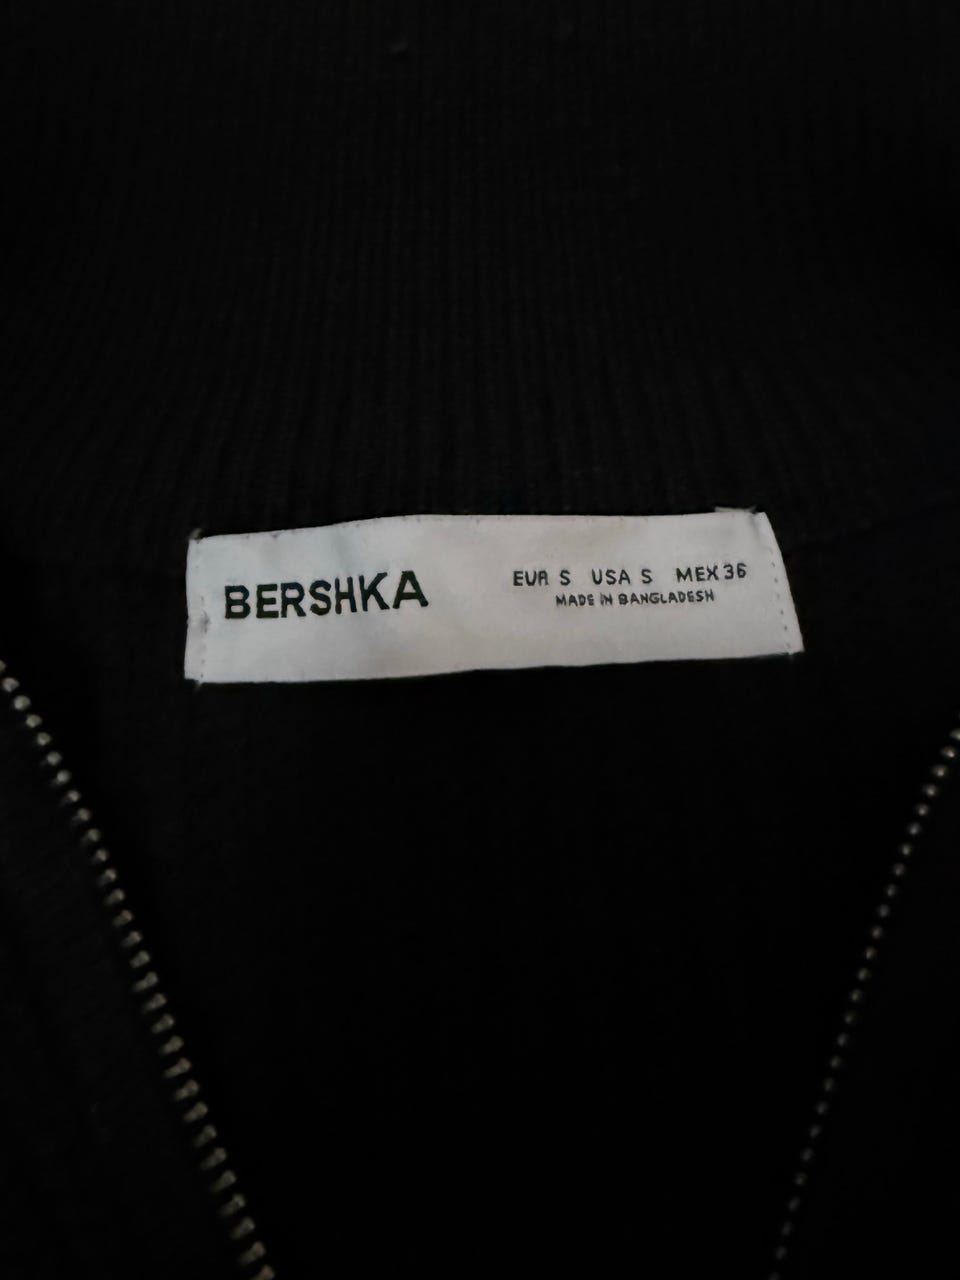 BERSHKA
EUR S USA S MEX 36
MADE IN BANGLADESH